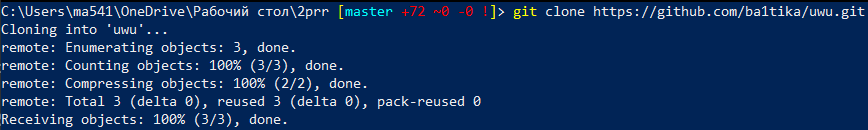 C:\Users\ma541\OneDrive\Рабочий стол\2prr [master +72 ~0 -0 !]> git clone https://github.com/ba1tika/uwu.git
Cloning into 'uwu'...
remote: Enumerating objects: 3, done.
remote: Counting objects: 100% (3/3), done.
remote: Compressing objects: 100% (2/2), done.
remote: Total 3 (delta 0), reused 3 (delta 0), pack-reused 0
Receiving objects: 100% (3/3), done.